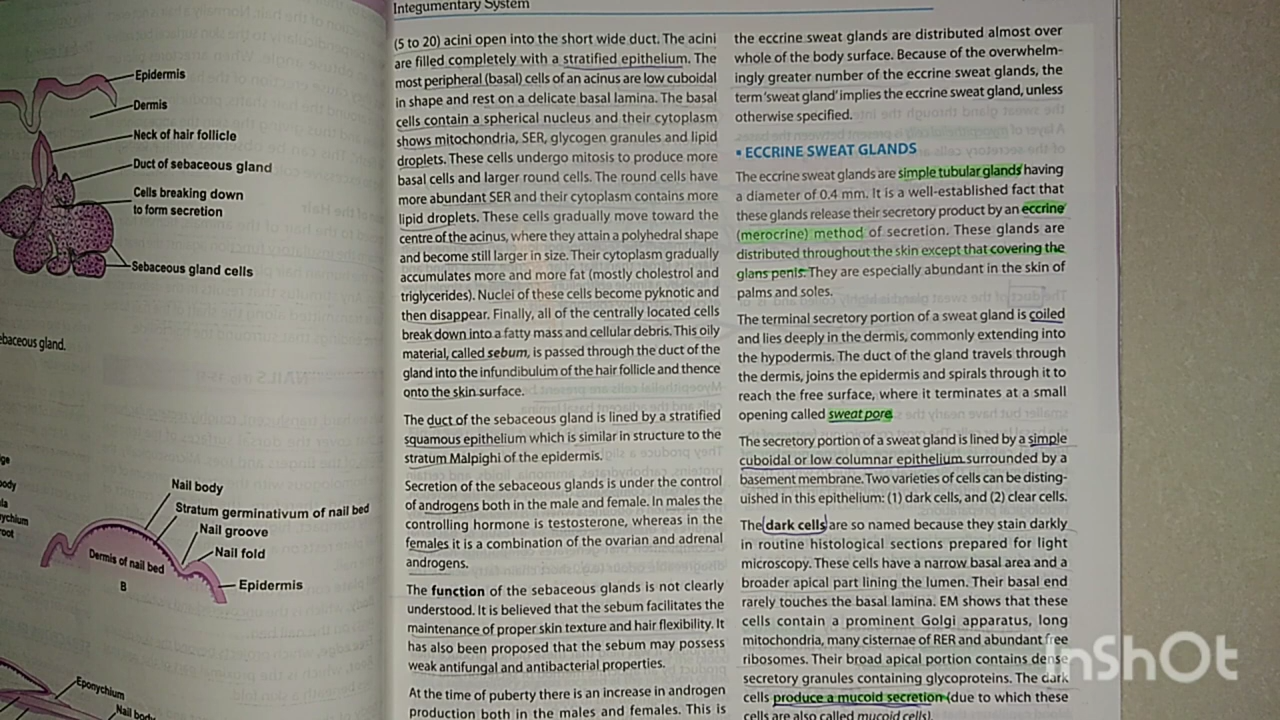 Integumentary System
Epidermis
Dermis
Neck of hair follicle
Duct of sebaceous gland
Cells breaking down
to form secretion
Sebaceous gland cells
ebaceous gland.
Nail body
Stratum germinativum of nail bed
Nail groove
Nail fold
Dermis of nail bed
Epidermis
B
Eponychium
Nail body
(5 to 20) acini open into the short wide duct. The acini
are filled completely with a stratified epithelium. The
most peripheral (basal) cells of an acinus are low cuboidal
in shape and rest on a delicate basal lamina. The basal
cells contain a spherical nucleus and their cytoplasm
shows mitochondria, SER, glycogen granules and lipid
droplets. These cells undergo mitosis to produce more
basal cells and larger round cells. The round cells have
more abundant SER and their cytoplasm contains more
lipid droplets. These cells gradually move toward the
centre of the acinus, where they attain a polyhedral shape
and become still larger in size. Their cytoplasm gradually
accumulates more and more fat (mostly cholestrol and
triglycerides). Nuclei of these cells become pyknotic and
then disappear. Finally, all of the centrally located cells
break down into a fatty mass and cellular debris. This oily
material, called sebum, is passed through the duct of the
gland into the infundibulum of the hair follicle and thence
onto the skin surface.
The duct of the sebaceous gland is lined by a stratified
squamous epithelium which is similar in structure to the
stratum Malpighi of the epidermis.
Secretion of the sebaceous glands is under the control
of androgens both in the male and female. In males the
controlling hormone is testosterone, whereas in the
females it is a combination of the ovarian and adrenal
androgens.
The function of the sebaceous glands is not clearly
understood. It is believed that the sebum facilitates the
maintenance of proper skin texture and hair flexibility. It
has also been proposed that the sebum may possess
weak antifungal and antibacterial properties.
At the time of puberty there is an increase in androgen
production both in the males and females. This is
the eccrine sweat glands are distributed almost over
whole of the body surface. Because of the overwhelm-
ingly greater number of the eccrine sweat glands, the
term 'sweat gland' implies the eccrine sweat gland, unless
otherwise specified.
▪ ECCRINE SWEAT GLANDS
The eccrine sweat glands are simple tubular glands having
a diameter of 0.4 mm. It is a well-established fact that
these glands release their secretory product by an eccrine
(merocrine) method of secretion. These glands are
distributed throughout the skin except that covering the
glans penis. They are especially abundant in the skin of
palms and soles.
The terminal secretory portion of a sweat gland is coiled
and lies deeply in the dermis, commonly extending into
the hypodermis. The duct of the gland travels through
the dermis, joins the epidermis and spirals through it to
reach the free surface, where it terminates at a small
opening called sweat pore.
The secretory portion of a sweat gland is lined by a simple
cuboidal or low columnar epithelium surrounded by a
basement membrane. Two varieties of cells can be disting-
uished in this epithelium: (1) dark cells, and (2) clear cells.
The dark cells are so named because they stain darkly
in routine histological sections prepared for light
microscopy. These cells have a narrow basal area and a
broader apical part lining the lumen. Their basal end
rarely touches the basal lamina. EM shows that these
cells contain a prominent Golgi apparatus, long
mitochondria, many cisternae of RER and abundant free
ribosomes. Their broad apical portion contains dense
secretory granules containing glycoproteins. The dark
cells produce a mucoid secretion (due to which these
cells are also called mucoid cells).
InShOt